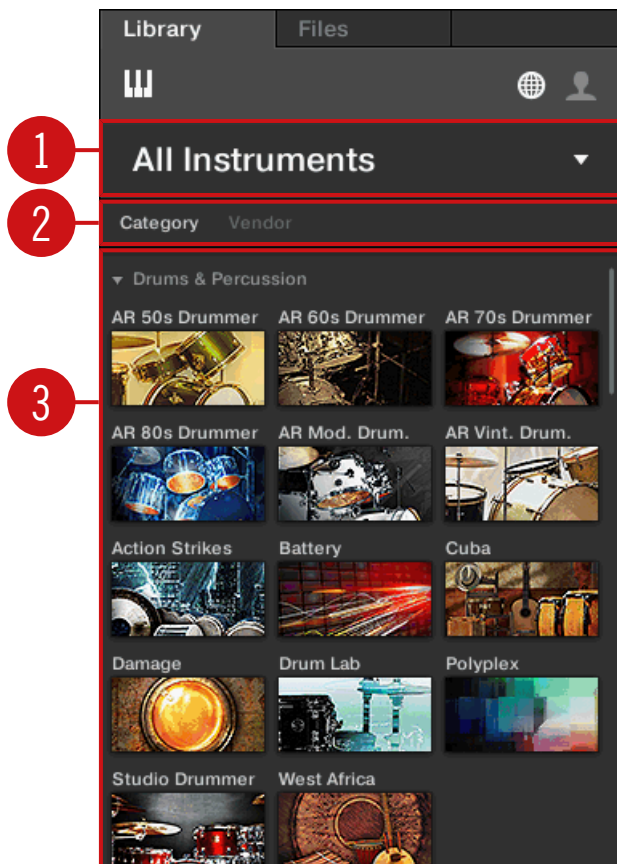 Library Files
1 All Instruments
2 Category Vendor
Drums & Percussion
AR 50s Drummer AR 60s Drummer AR 70s Drummer
3
AR 80s Drummer AR Mod. Drum. AR Vint. Drum.
Action Strikes Battery Cuba
Damage Drum Lab Polyplex
Studio Drummer West Africa